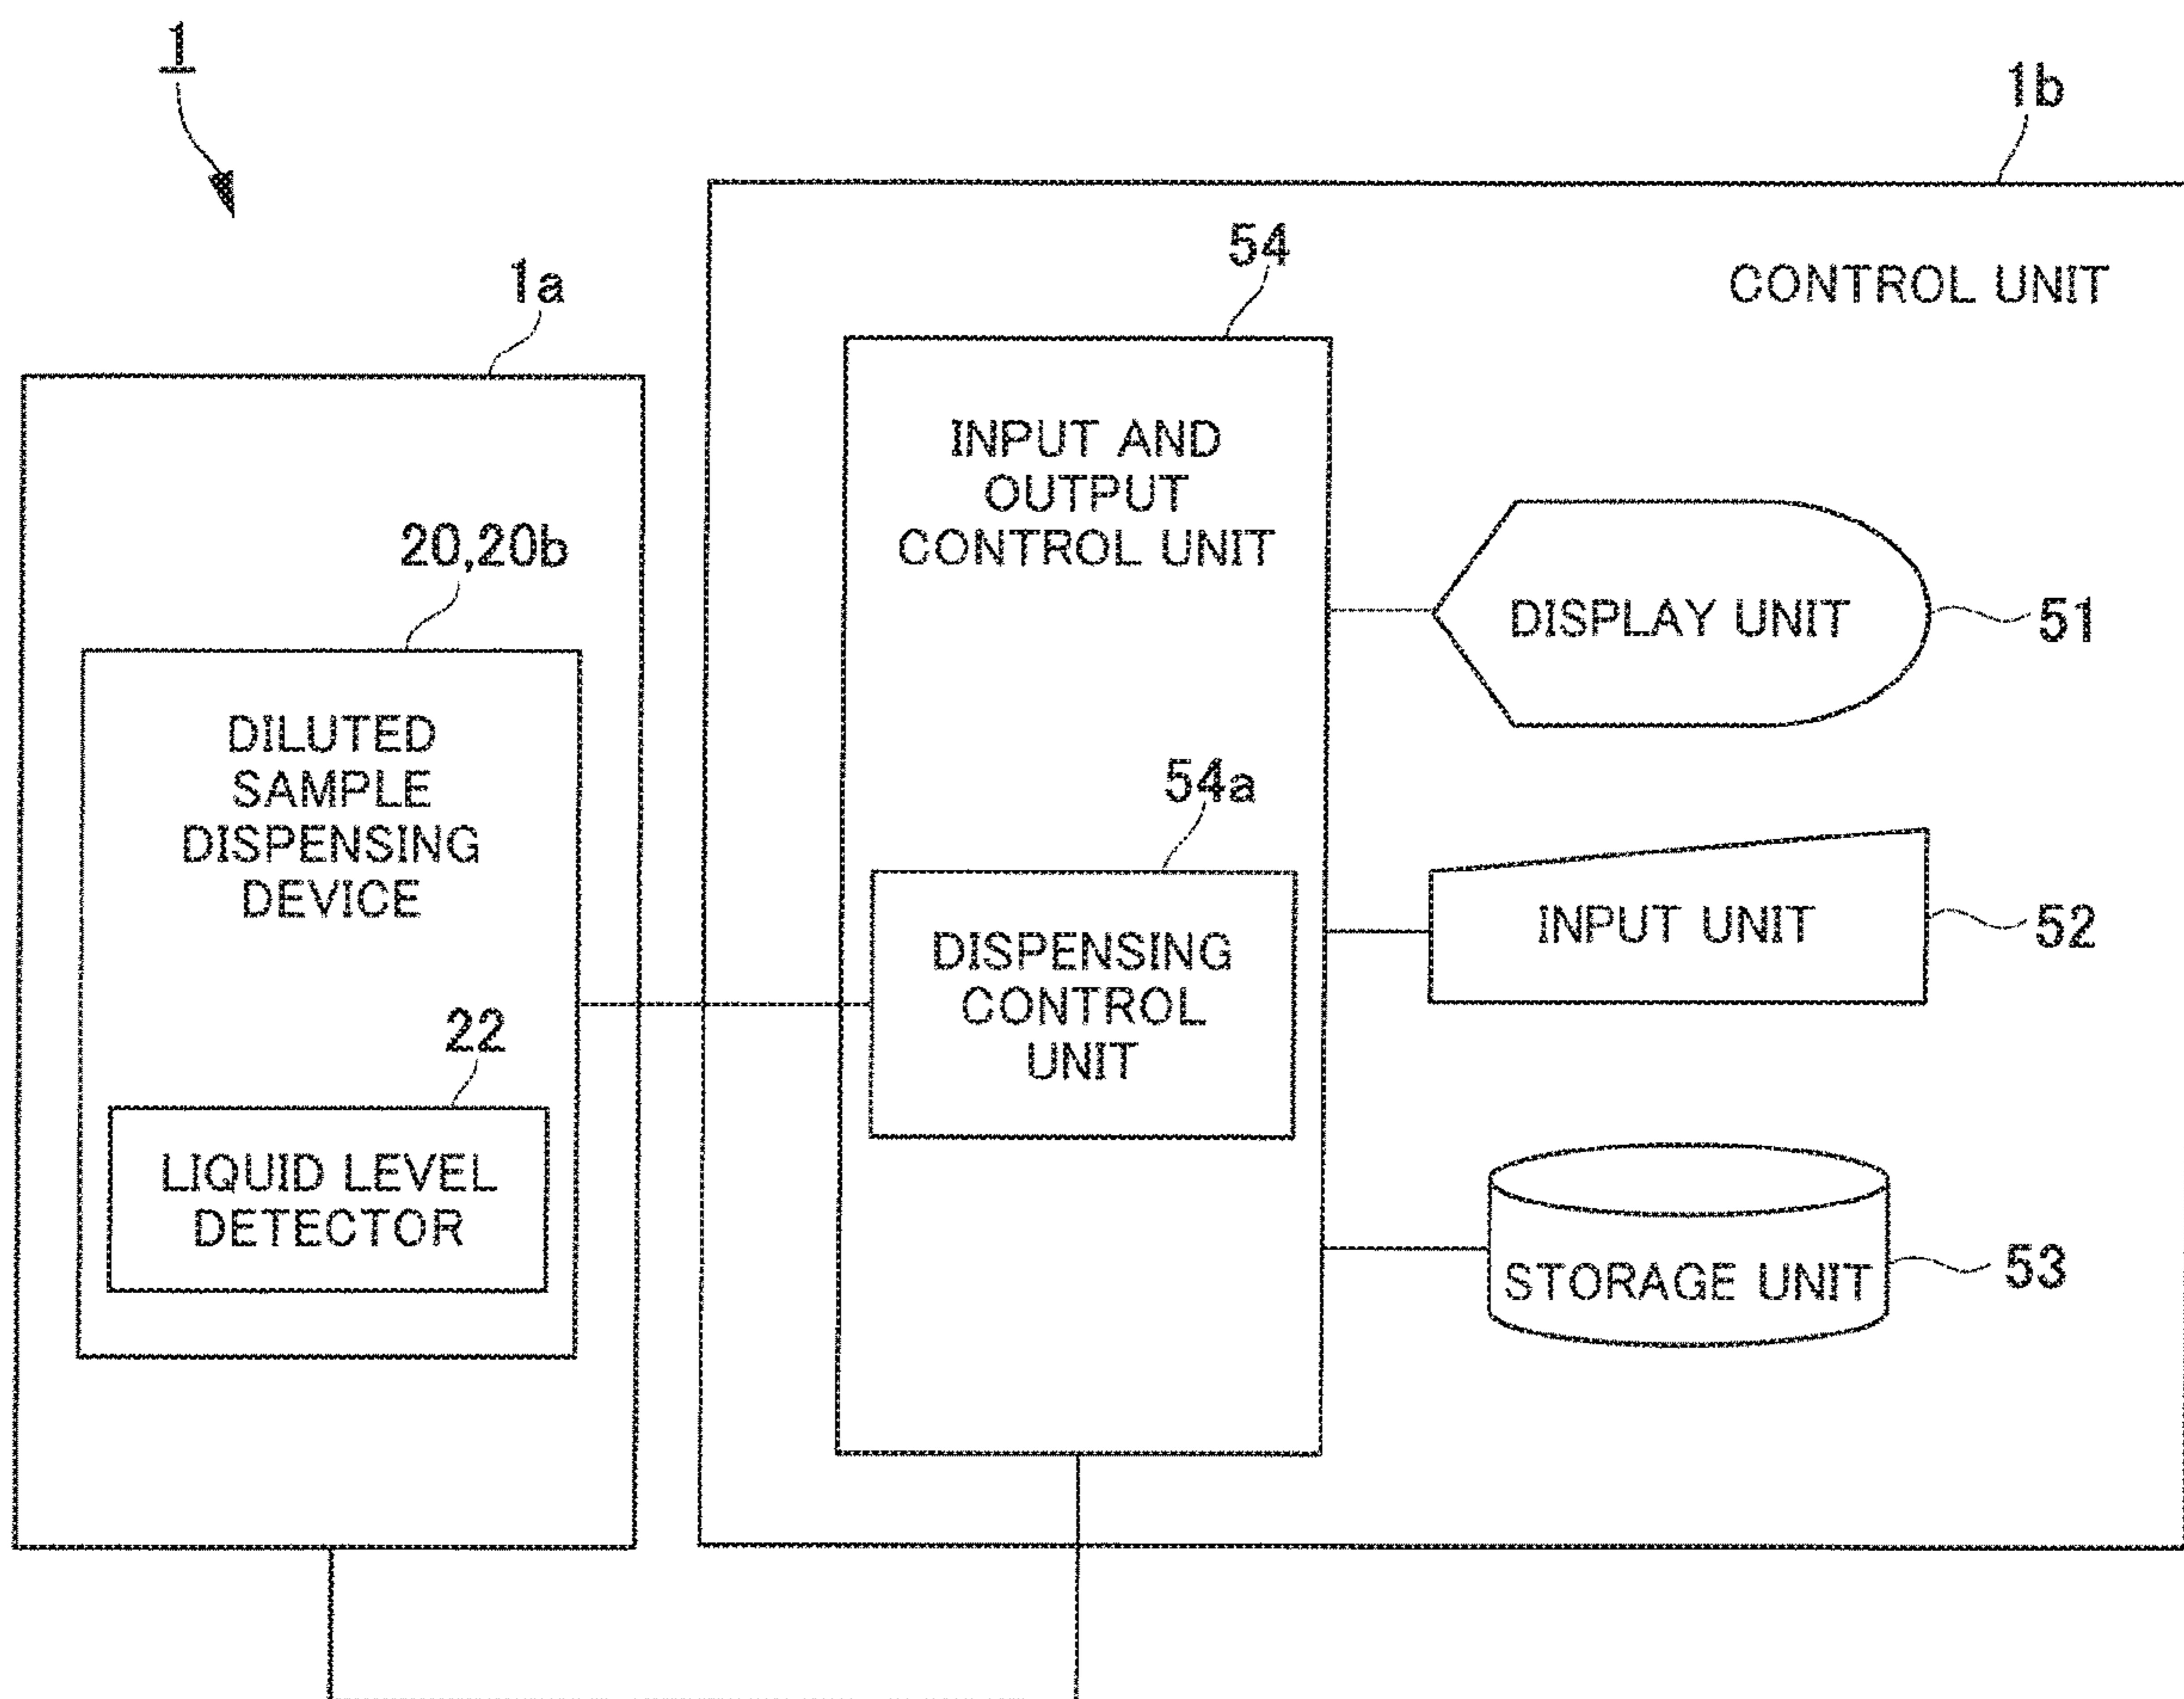 1
1b
54
CONTROL UNIT
1a
INPUT AND
OUTPUT
CONTROL UNIT
20,20b
DISPLAY UNIT
51
DILUTED
SAMPLE
DISPENSING
DEVICE
54a
INPUT UNIT
52
DISPENSING
CONTROL
UNIT
22
LIQUID LEVEL
DETECTOR
STORAGE UNIT
53